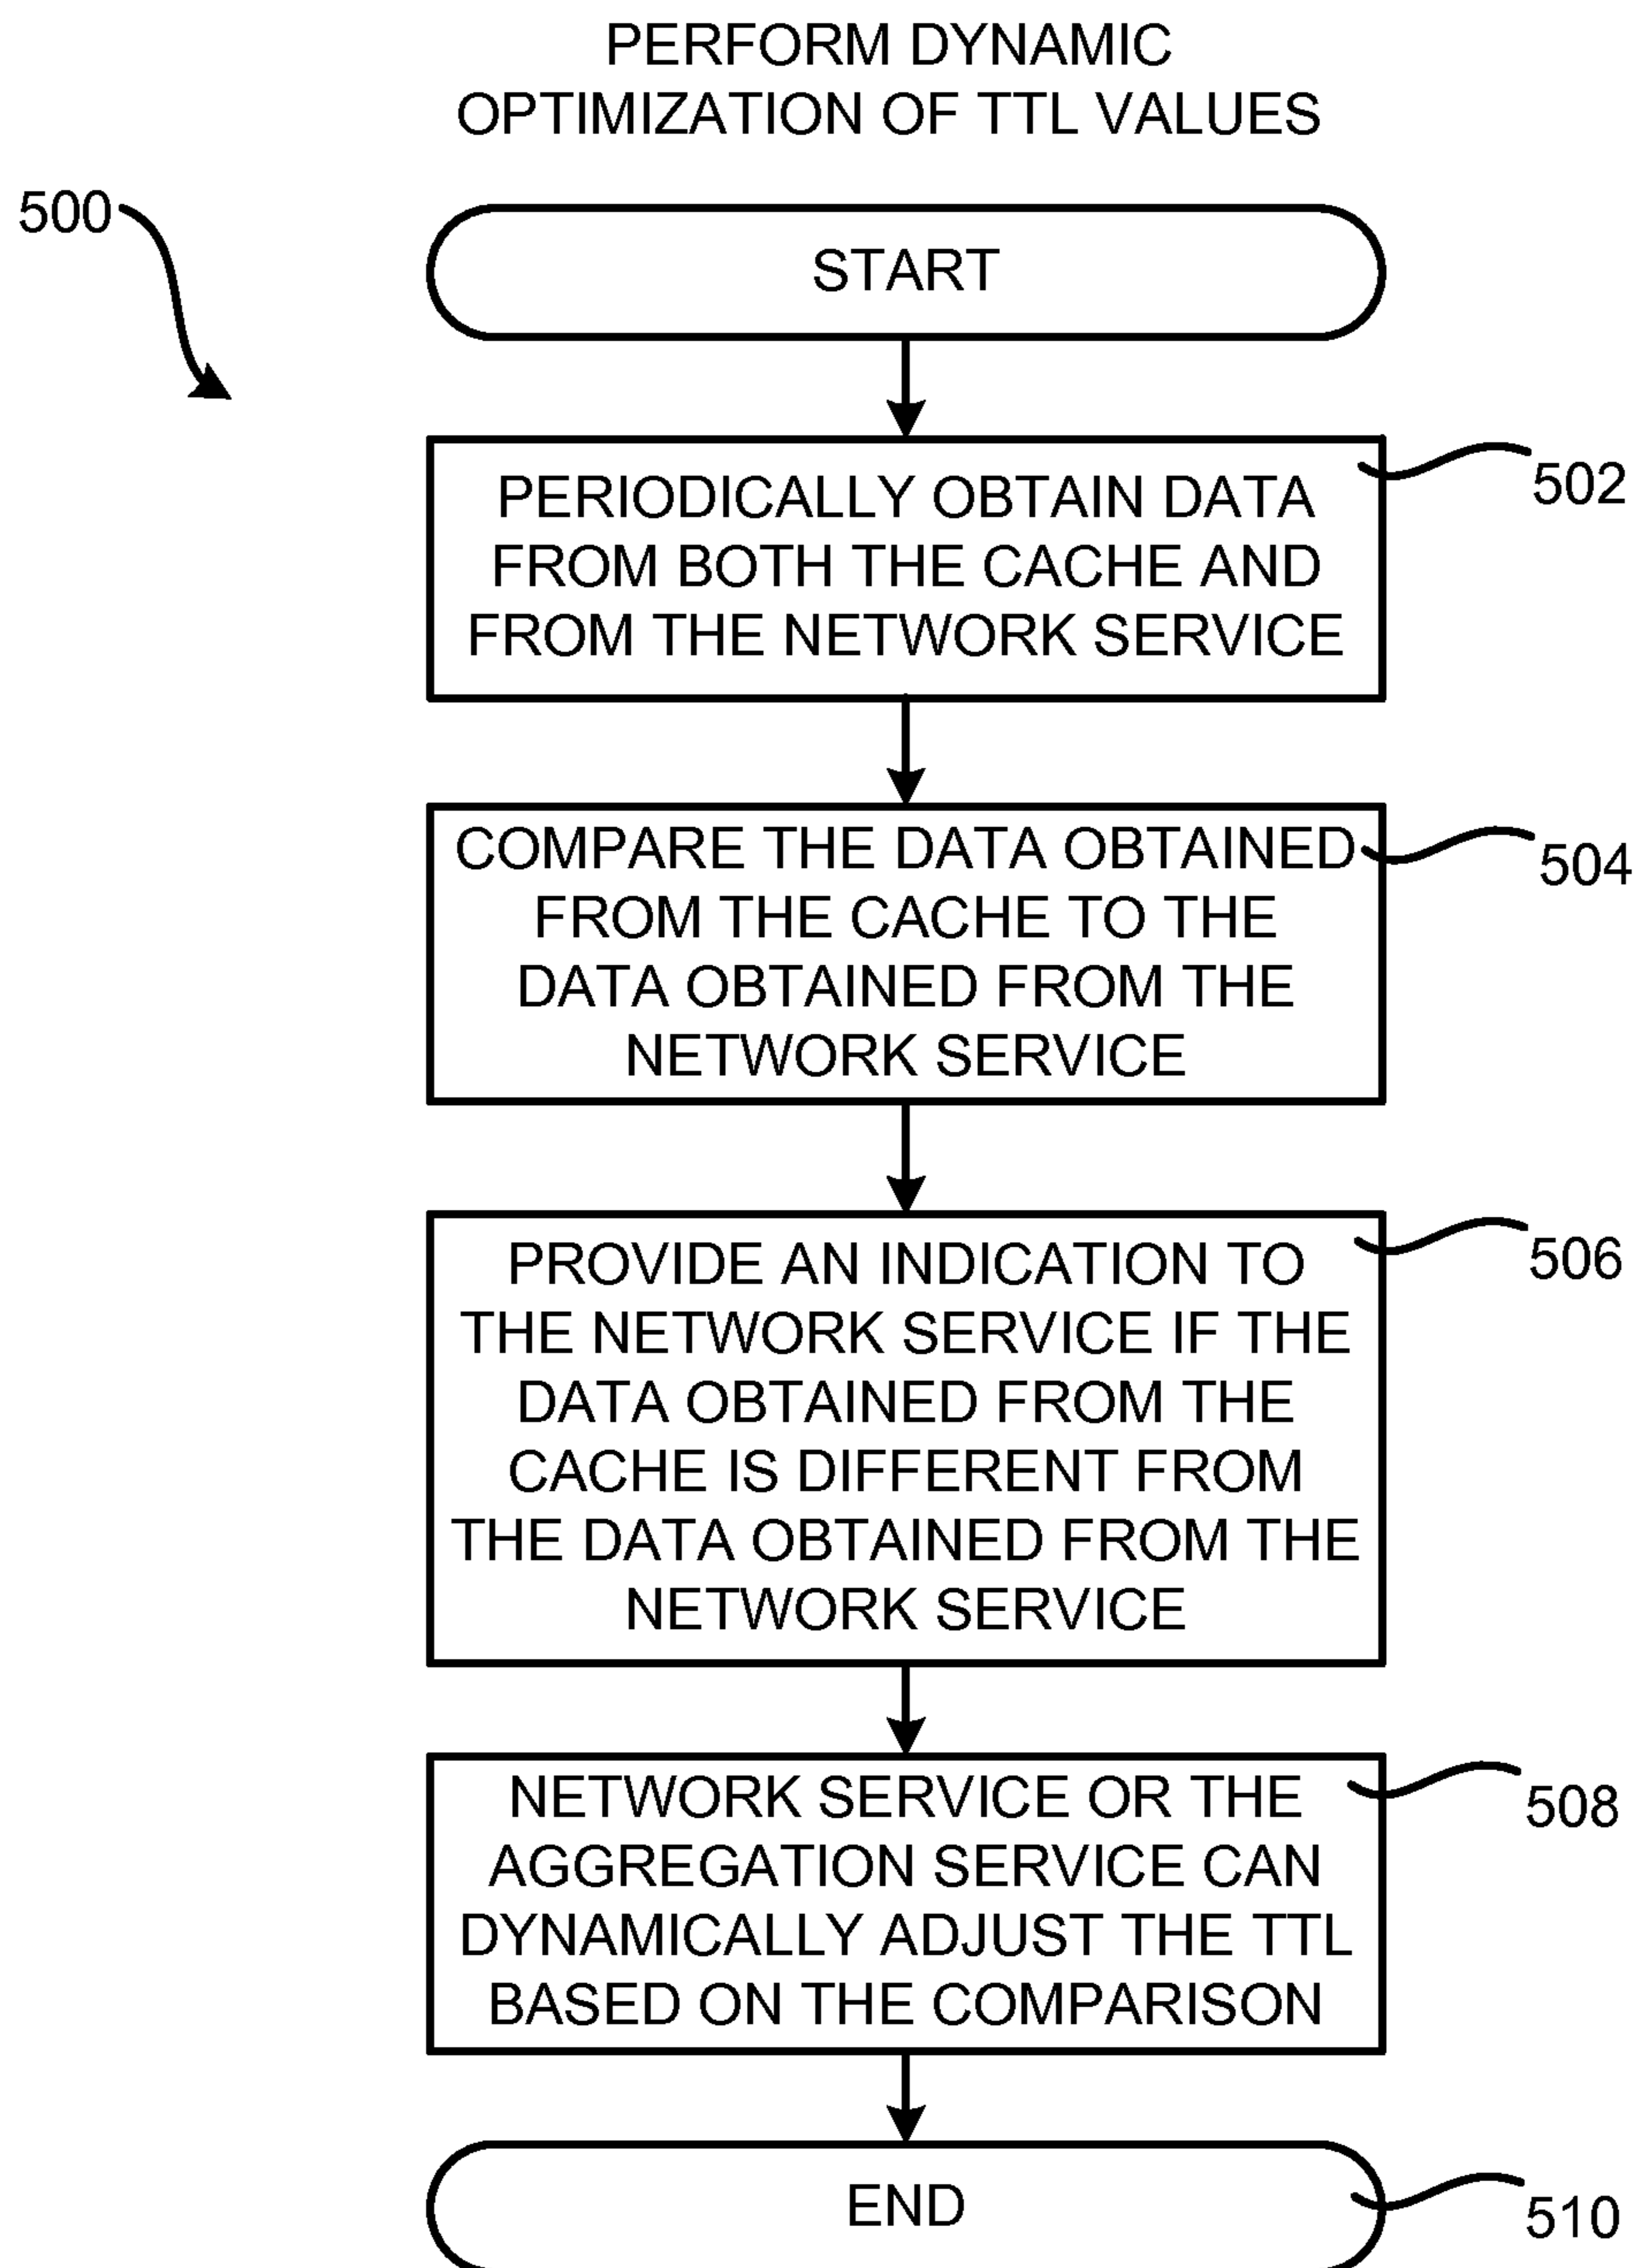 PERFORM DYNAMIC
OPTIMIZATION OF TTL VALUES
500
START
PERIODICALLY OBTAIN DATA
FROM BOTH THE CACHE AND
FROM THE NETWORK SERVICE
502
COMPARE THE DATA OBTAINED
FROM THE CACHE TO THE
DATA OBTAINED FROM THE
NETWORK SERVICE
504
PROVIDE AN INDICATION TO
THE NETWORK SERVICE IF THE
DATA OBTAINED FROM THE
CACHE IS DIFFERENT FROM
THE DATA OBTAINED FROM THE
NETWORK SERVICE
506
NETWORK SERVICE OR THE
AGGREGATION SERVICE CAN
DYNAMICALLY ADJUST THE TTL
BASED ON THE COMPARISON
508
END
510